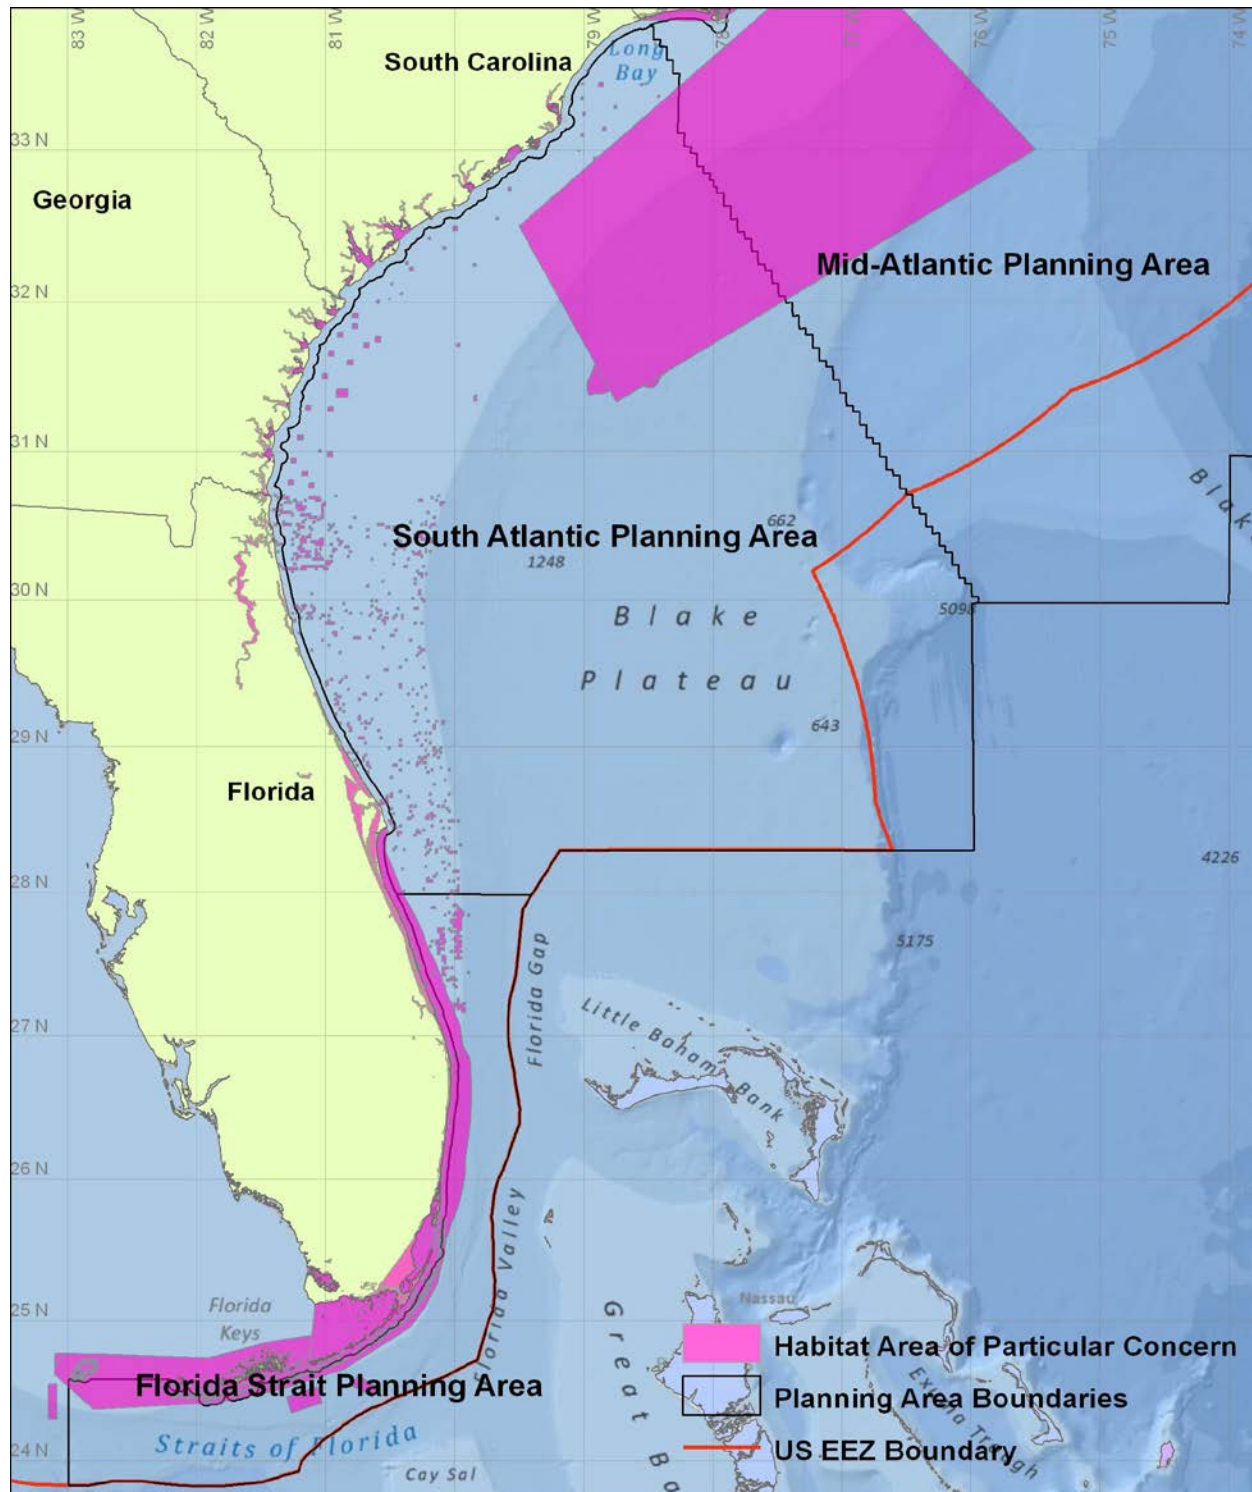 83 W
82 W
81 W
79 W
77 W
76 W
75 W
74 W
Long
Bay
South Carolina
33 N
Georgia
Mid-Atlantic Planning Area
32 N
31 N
662
South Atlantic Planning Area
1248
30 N
Blake
Plateau
643
29 N
Florida
4226
28 N
5175
Florida Gap
Little Bahama Bank
27 N
26 N
Florida Valley
Nassau
25 N
Florida
Keys
Great
Habitat Area of Particular Concern
Florida Strait Planning Area
Planning Area Boundaries
Straits of Florida
US EEZ Boundary
24 N
Cay Sal